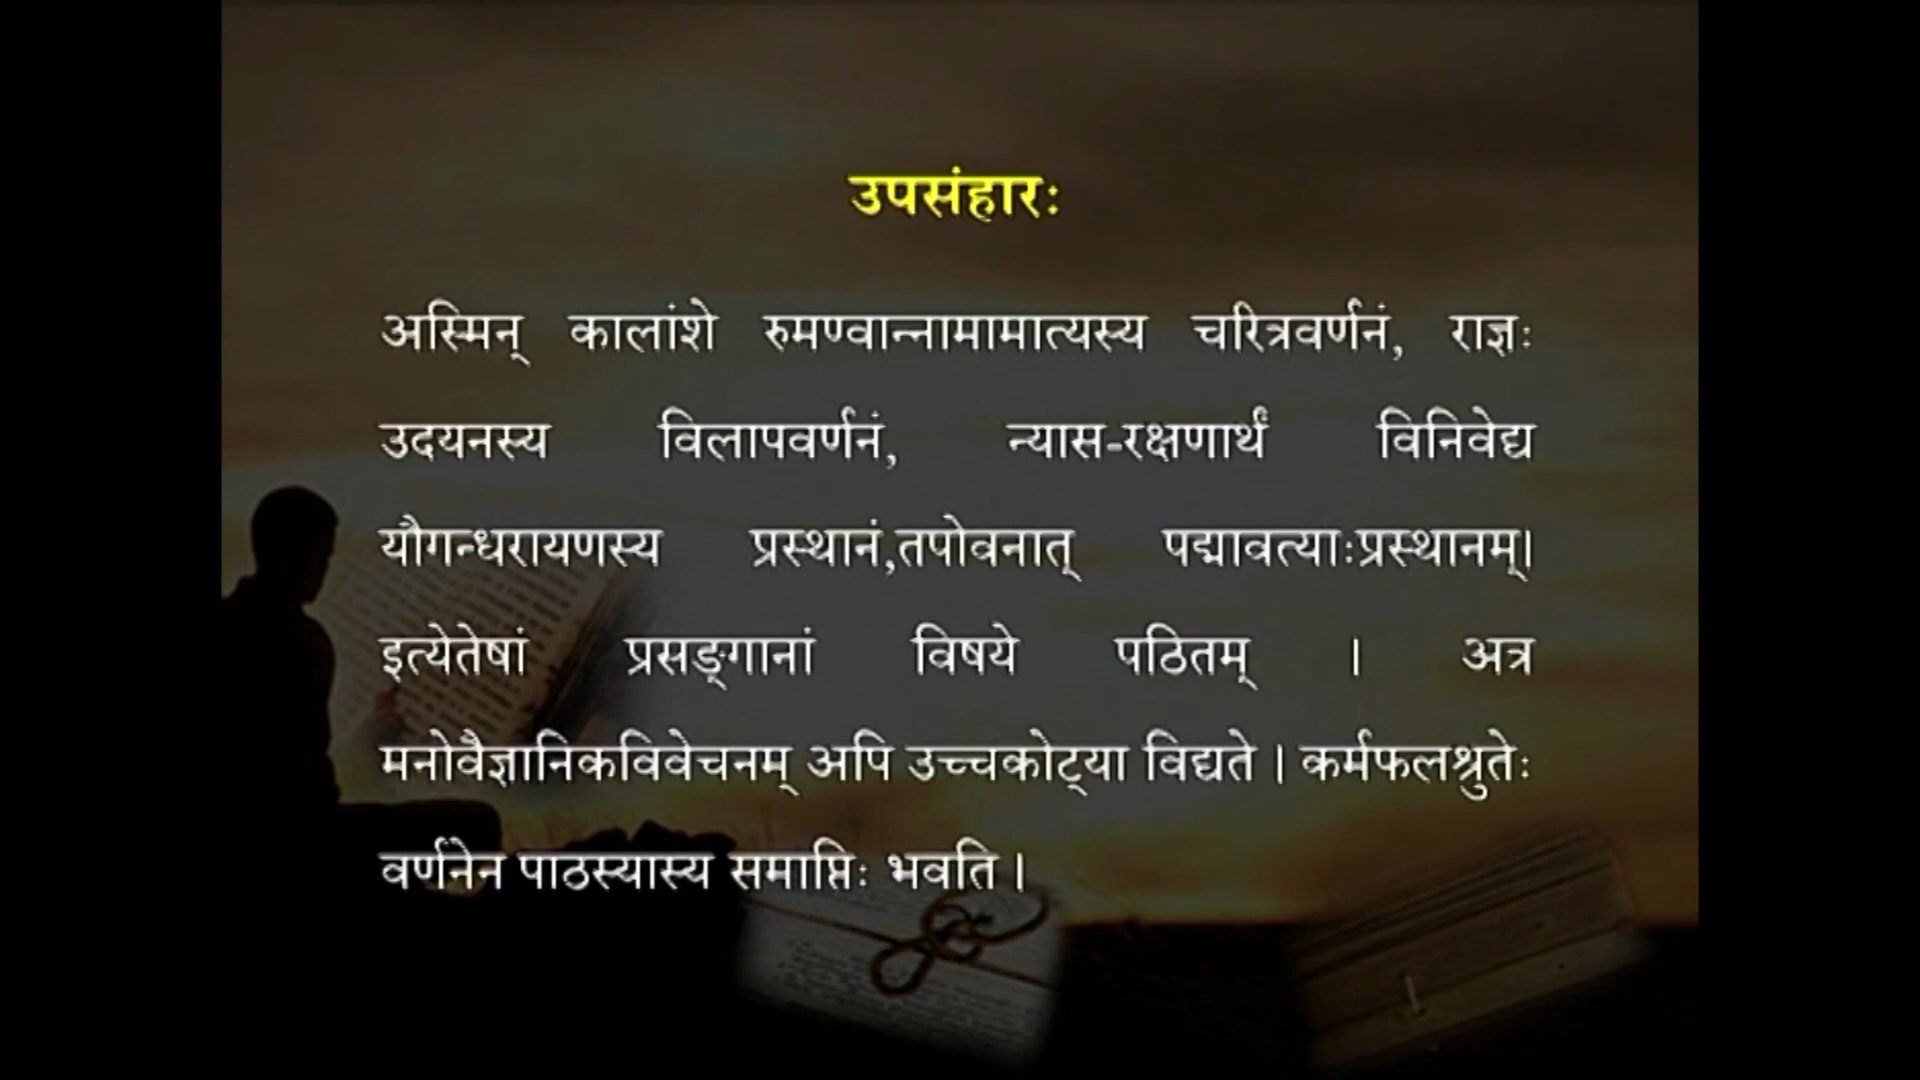 उपसंहारः
अस्मिन् कालांशे रुमण्वान्नामामात्यस्य चरित्रवर्णनं, राज्ञः
उदयनस्य विलापवर्णनं, न्यास-रक्षणार्थं विनिवेद्य
यौगन्धरायणस्य प्रस्थानं,तपोवनात् पद्मावत्याःप्रस्थानम्।
इत्येतेषां प्रसङ्गानां विषये पठितम् । अत्र
मनोवैज्ञानिकविवेचनम् अपि उच्चकोट्या विद्यते । कर्मफलश्रुतेः
वर्णनेन पाठस्यास्य समाप्तिः भवति ।